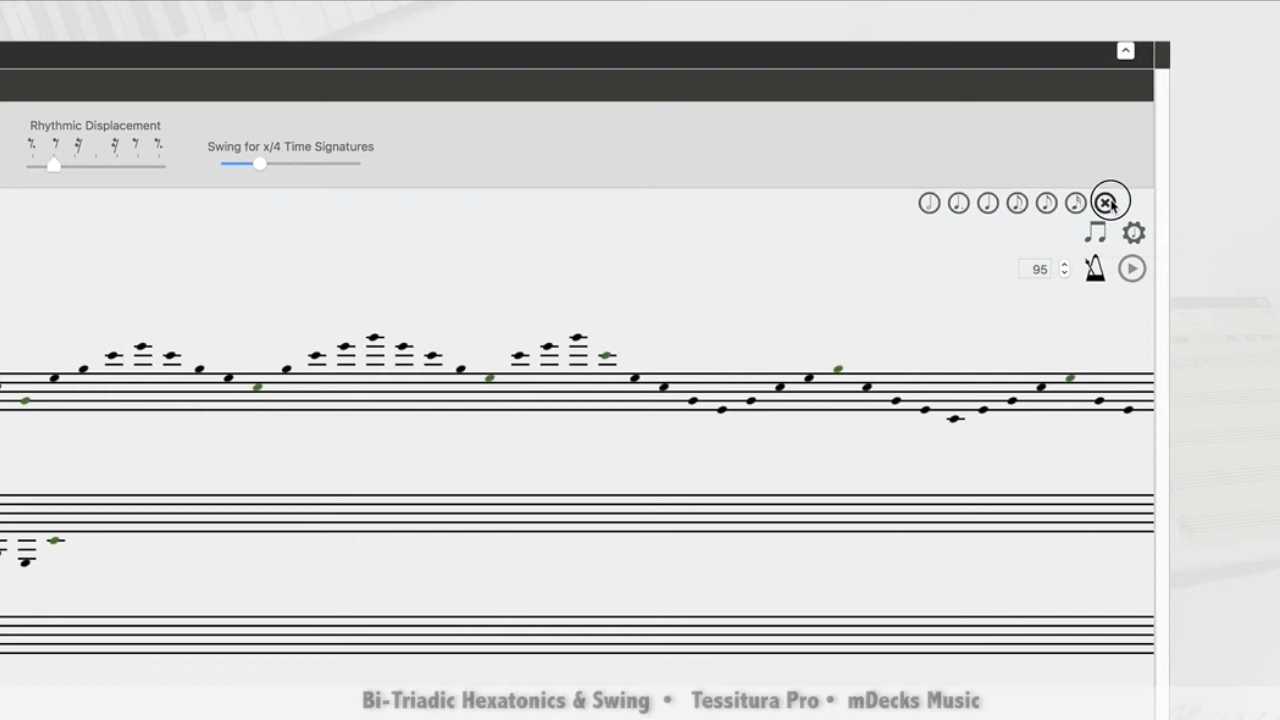 Rhythmic Displacement
Swing for x/4 Time Signatures
95
Bi-Triadic Hexatonics & Swing • Tessitura Pro • mDecks Music